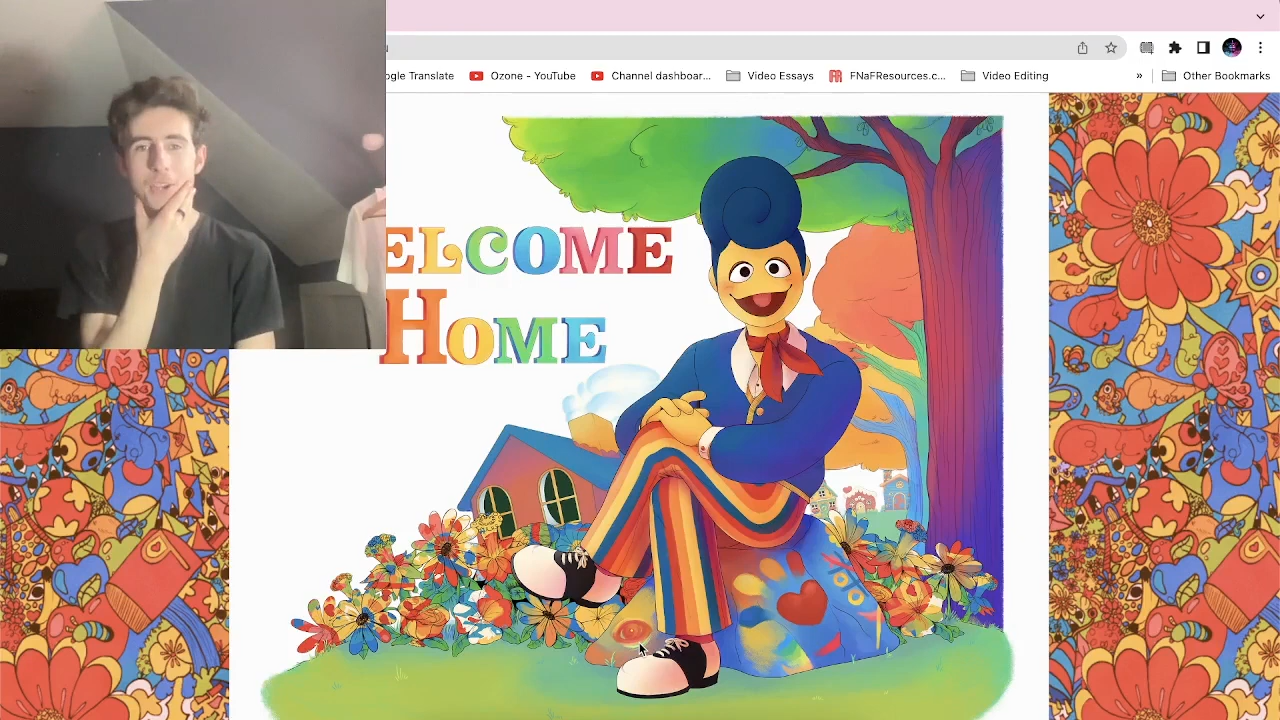 ogle Translate
Ozone - YouTube
Channel dashboar...
Video Essays
FNaFResources.c...
Video Editing
»
Other Bookmarks
ELCOME
HOME